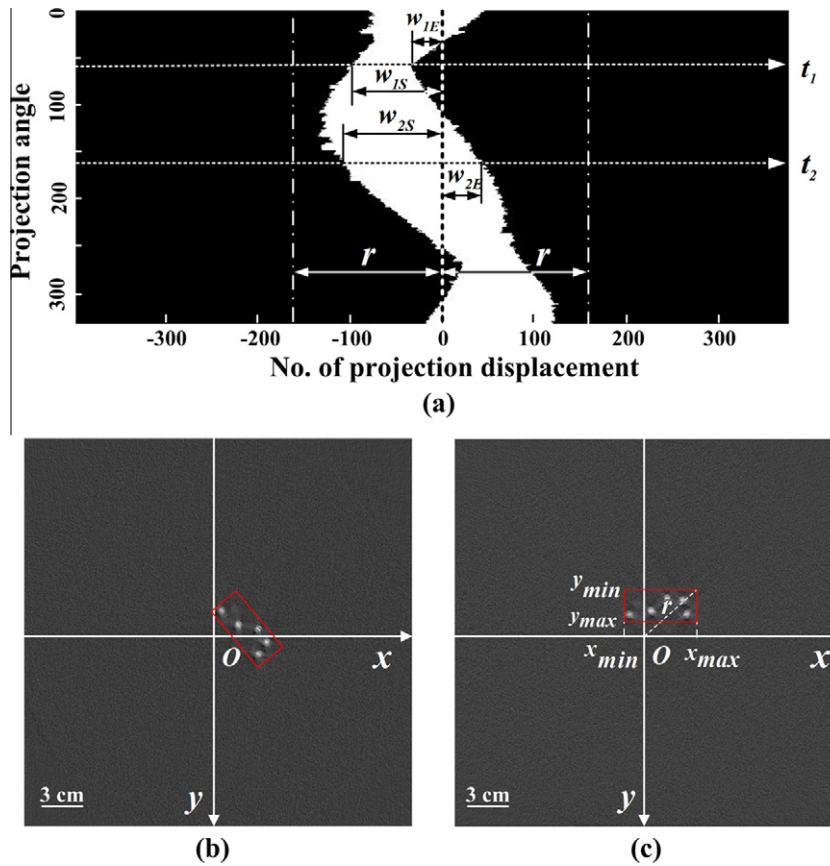 0
100
200
300
Projection angle
w1E
w1S
w2S
w2E
t1
t2
r
r
-300
-200
-100
0
100
200
300
No. of projection displacement
(a)
O
x
y
3 cm
(b)
ymin
ymax
r
xmin
O
xmax
x
y
3 cm
(c)